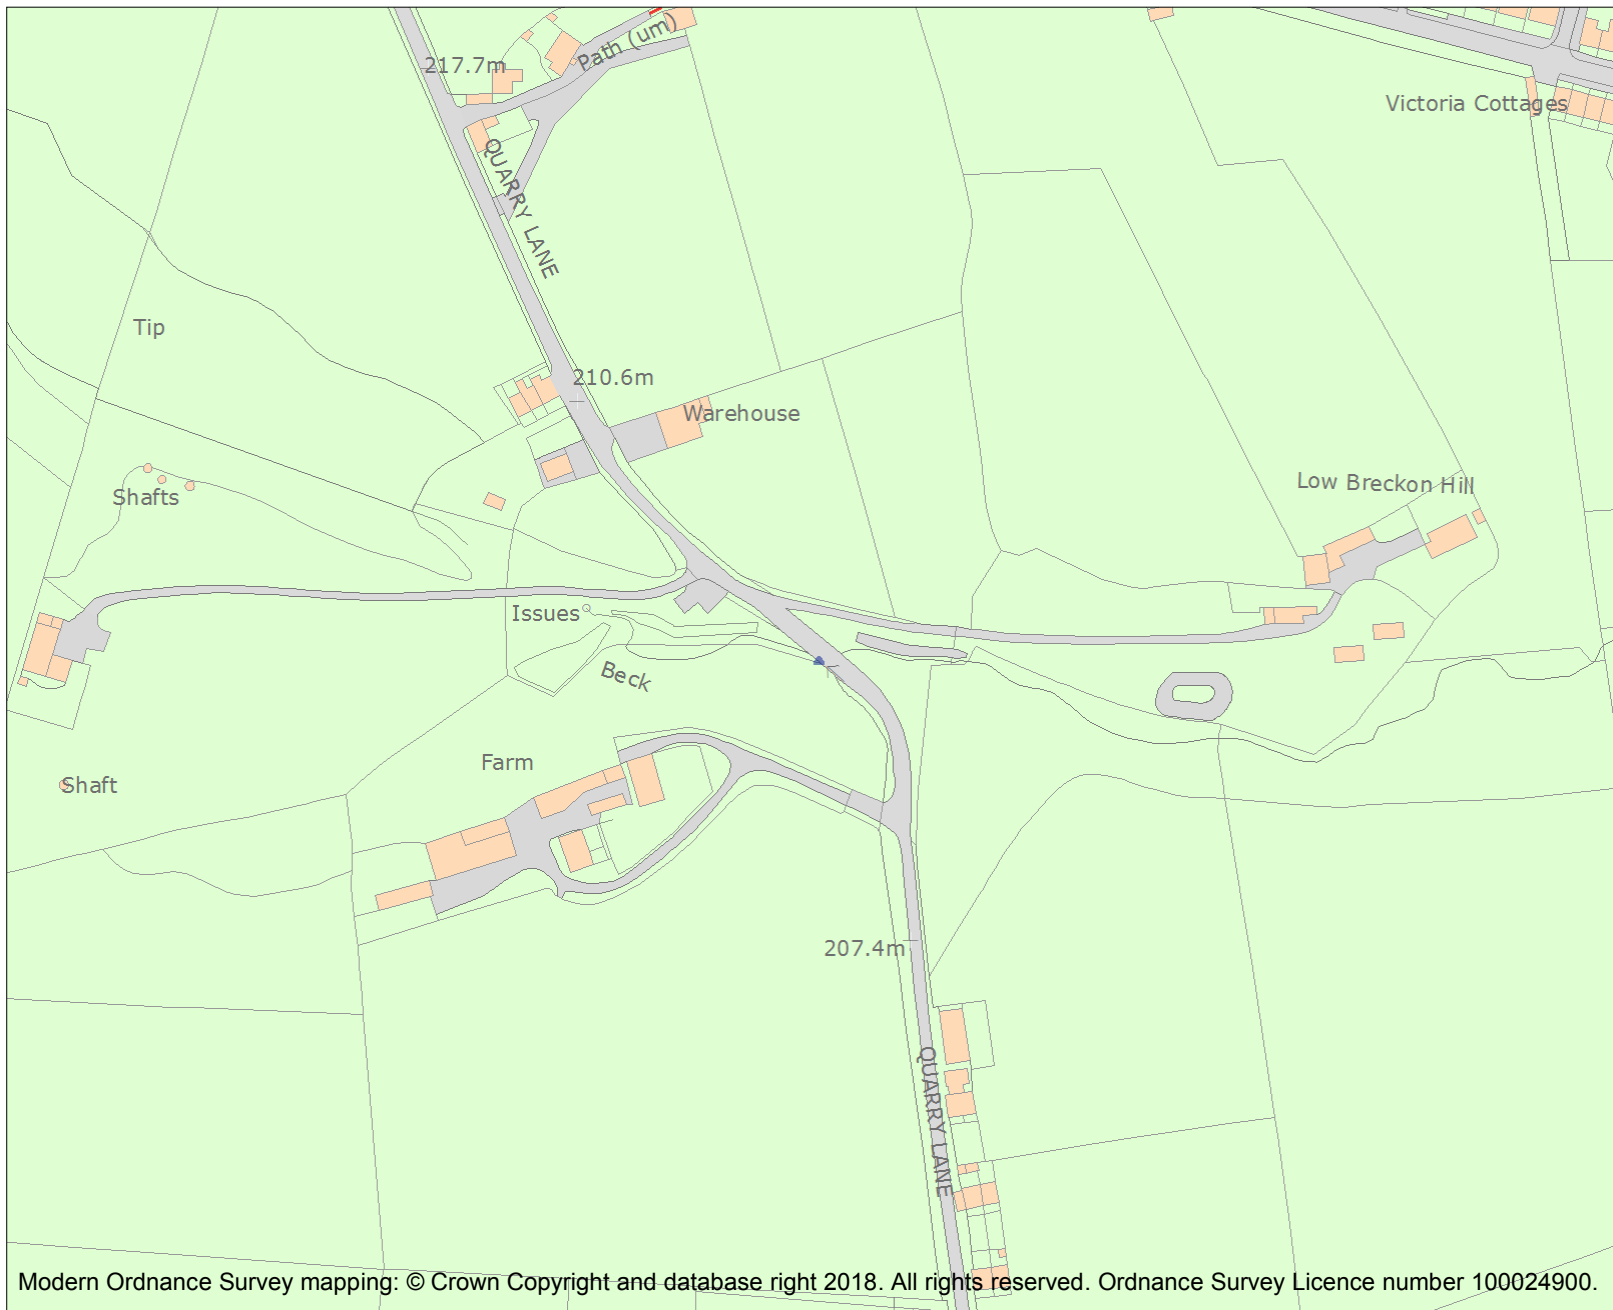 Path (um)
217.7m
Victoria Cottages
QUARRY LANE
Tip
210.6m
Warehouse
Low Breckon Hill
Shafts
Issues
Beck
Farm
Shaft
207.4m
QUARRY LANE
Modern Ordnance Survey mapping: © Crown Copyright and database right 2018. All rights reserved. Ordnance Survey Licence number 100024900.